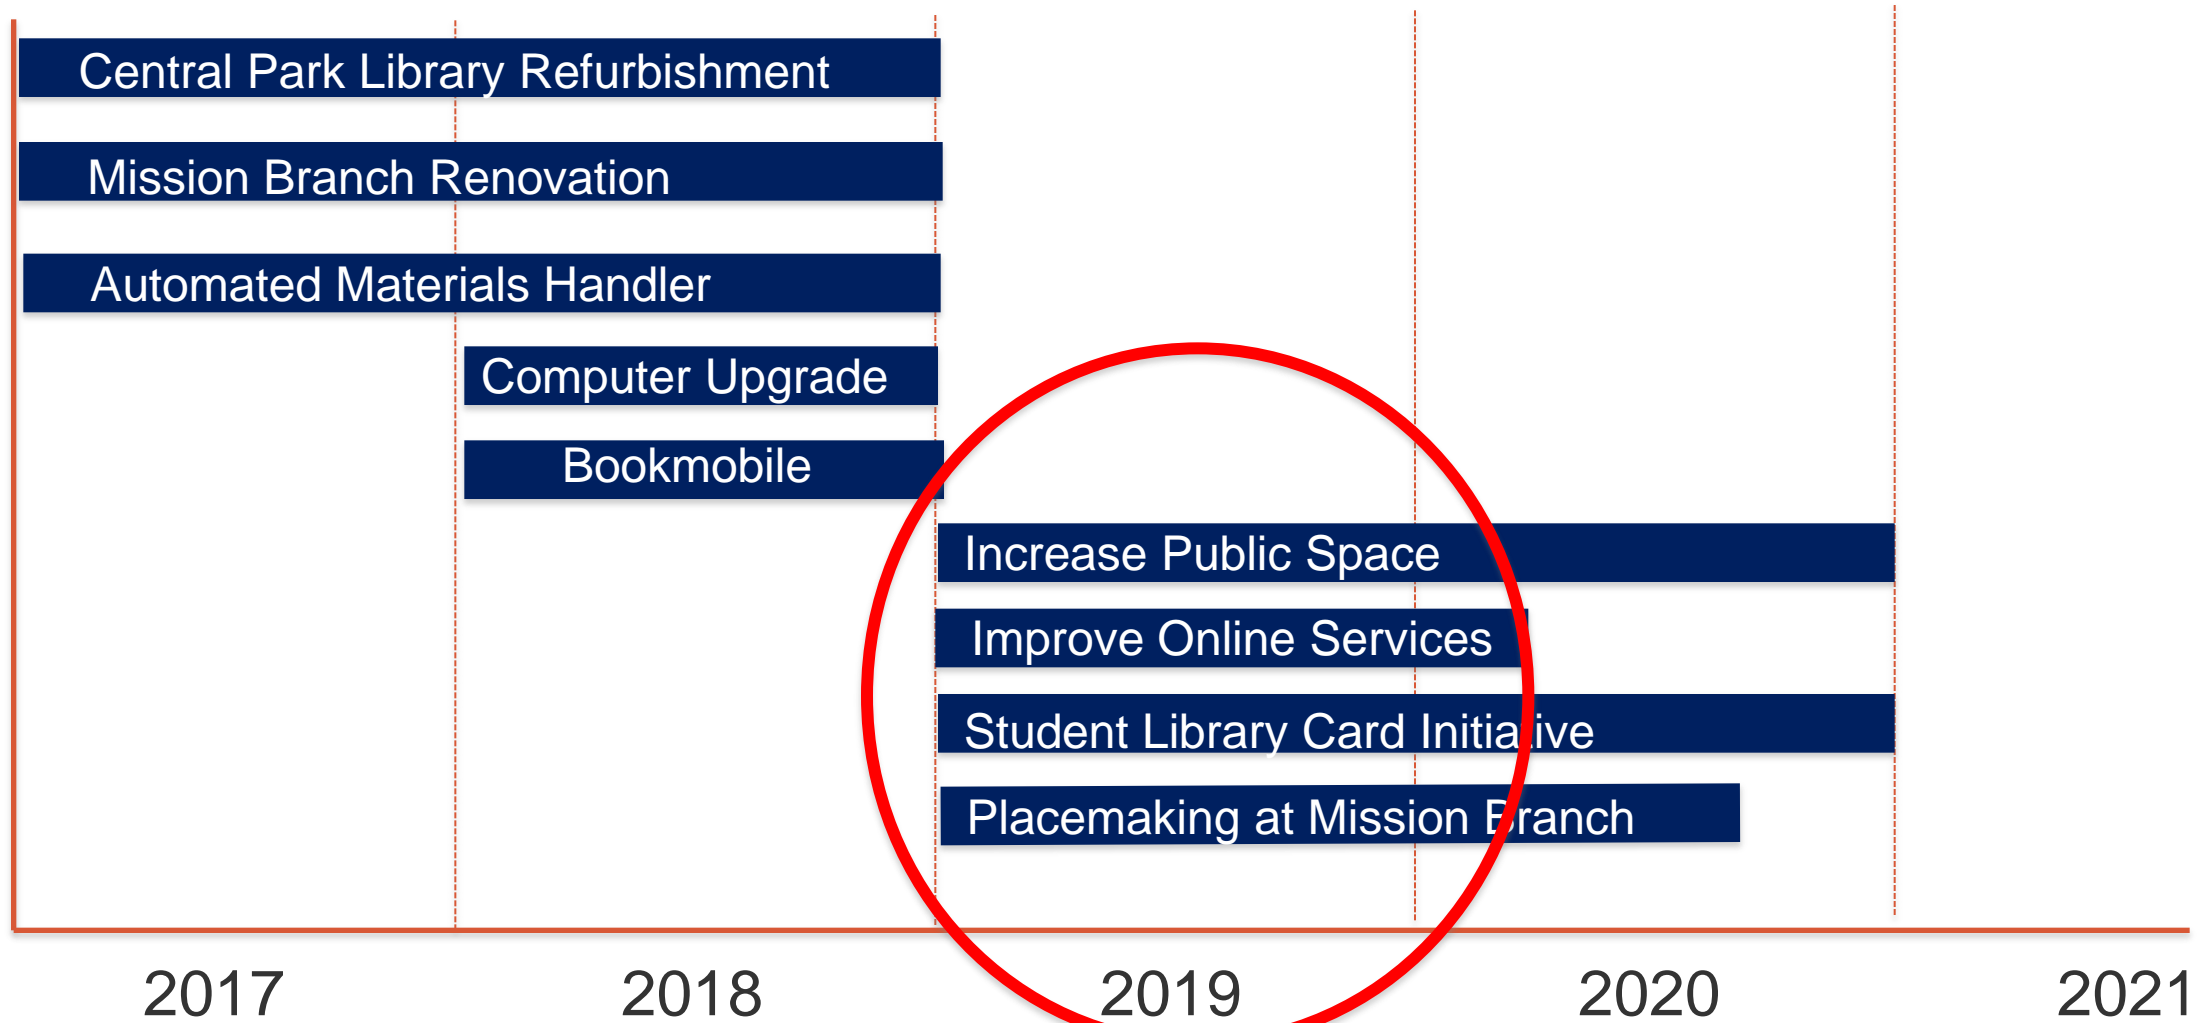 Central Park Library Refurbishment
Mission Branch Renovation
Automated Materials Handler
Computer Upgrade
Bookmobile
Increase Public Space
Improve Online Services
Student Library Card Initiative
Placemaking at Mission Branch
2017 2018 2019 2020 2021